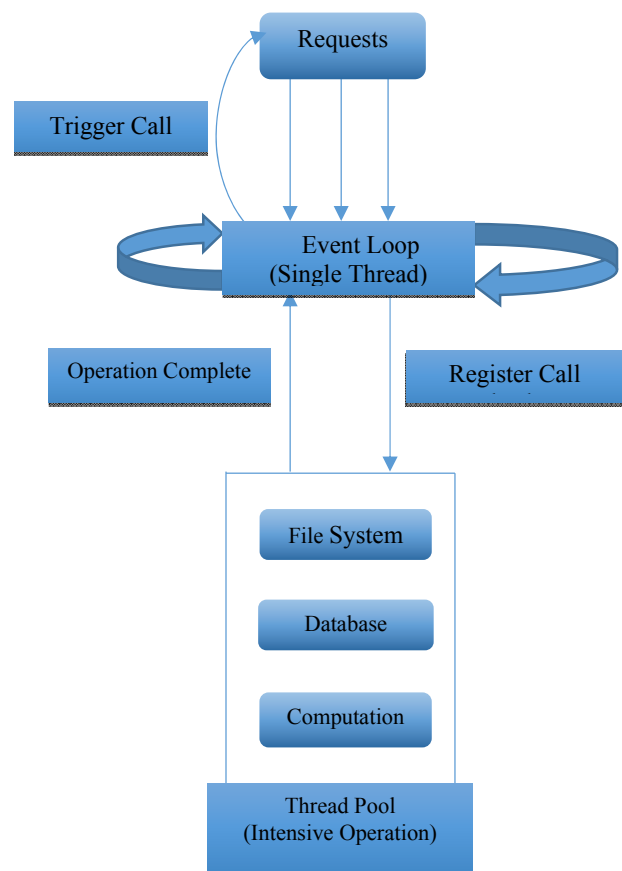 Requests
Trigger Call
Event Loop
(Single Thread)
Operation Complete
Register Call
File System
Database
Computation
Thread Pool
(Intensive Operation)